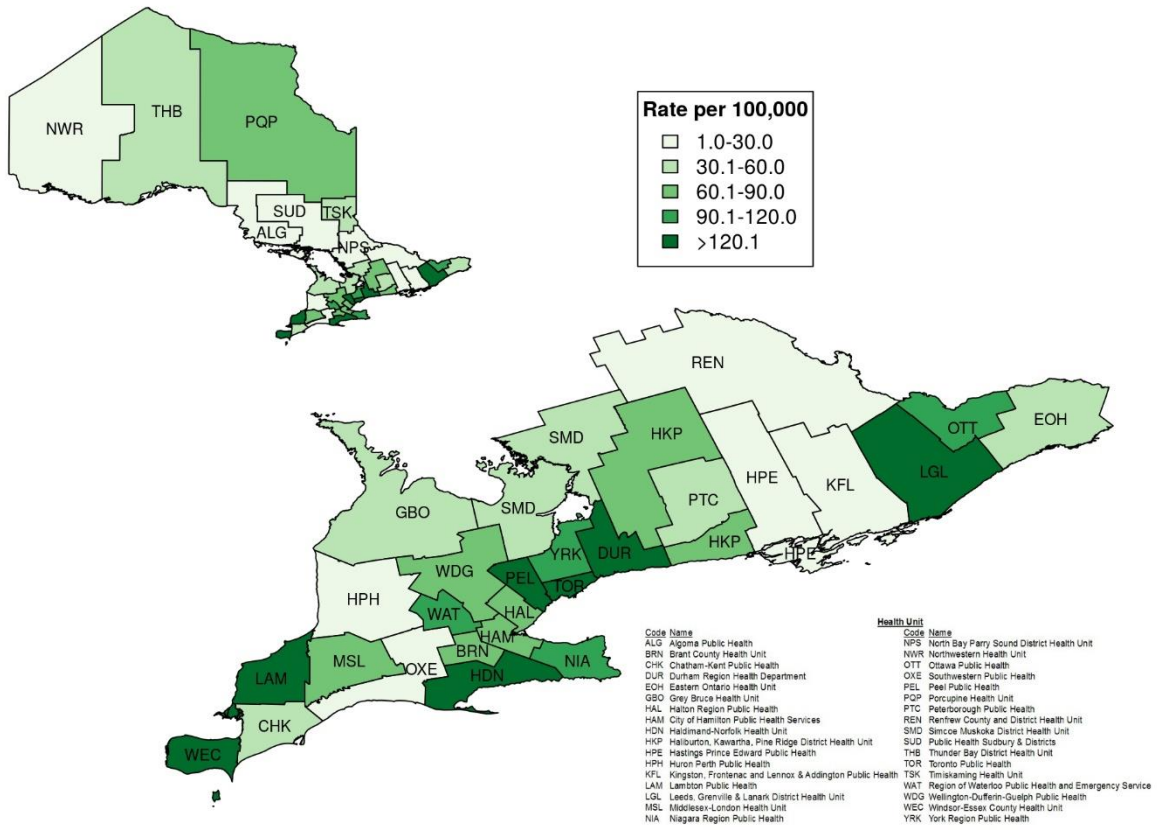 NWR
THB
PQP
SUD
TSK
ALG
NPS
Rate per 100,000
1.0-30.0
30.1-60.0
60.1-90.0
90.1-120.0
>120.1
REN
SMD
HKP
OTT
EOH
LGL
HPE
KFL
PTC
GBO
SMD
YRK
DUR
HKP
HPE
WDG
PEL
TOR
HPH
WAT
HAL
HAM
BRN
MSL
OXE
NIA
LAM
HDN
CHK
WEC
Health Unit
Code Name
ALG Algoma Public Health
BRN Brant County Health Unit
CHK Chatham-Kent Public Health
DUR Durham Region Health Department
EOH Eastern Ontario Health Unit
GBO Grey Bruce Health Unit
HAL Halton Region Public Health
HAM City of Hamilton Public Health Services
HDN Haldimand-Norfolk Health Unit
HKP Haliburton, Kawartha, Pine Ridge District Health Unit
HPE Hastings Prince Edward Public Health
HPH Huron Perth Public Health
KFL Kingston, Frontenac and Lennox & Addington Public Health
LAM Lambton Public Health
LGL Leeds, Grenville & Lanark District Health Unit
MSL Middlesex-London Health Unit
NIA Niagara Region Public Health
Code Name
NPS North Bay Parry Sound District Health Unit
NWR Northwestern Health Unit
OTT Ottawa Public Health
OXE Southwestern Public Health
PEL Peel Public Health
PQP Porcupine Health Unit
PTC Peterborough Public Health
REN Renfrew County and District Health Unit
SMD Simcoe Muskoka District Health Unit
SUD Public Health Sudbury & Districts
THB Thunder Bay District Health Unit
TOR Toronto Public Health
TSK Timiskaming Health Unit
WAT Region of Waterloo Public Health and Emergency Service
WDG Wellington-Dufferin-Guelph Public Health
WEC Windsor-Essex County Health Unit
YRK York Region Public Health